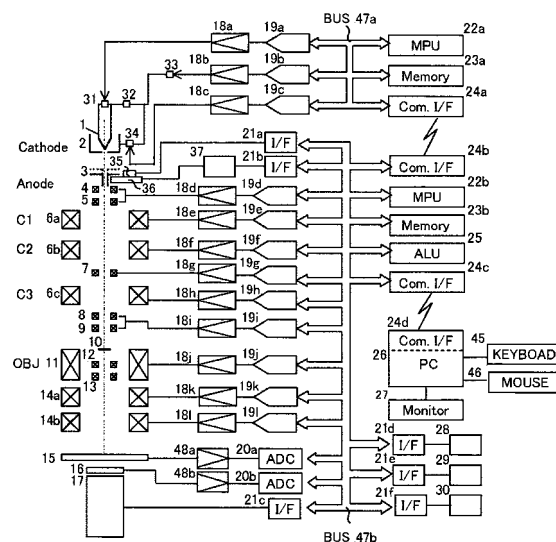 18a 19a BUS 47a 22a
MPU
31 32 33 18b 19b 23a
Memory
1 18c 19c 24a
2 34 Com. I/F
Cathode
35 21a
I/F
37 21b 24b
3 I/F Com. I/F
Anode 36 22b
4 18d 19d MPU
5 18e 19e 23b
C1 6a Memory
C2 6b 18f 19f 25
ALU
7 18g 19g 24c
Com. I/F
C3 6c 18h 19h
8 24d
9 18i 19i Com. I/F 45
10 26 PC KEYBOAD
OBJ 11 12 18j 19j 46
MOUSE
13 27
14a 18k 19k Monitor
14b 18l 19l
21d 28
I/F
15 48a 20a 21e 29
ADC I/F
16 48b 20b 21f 30
17 ADC I/F
21c
I/F
BUS 47b